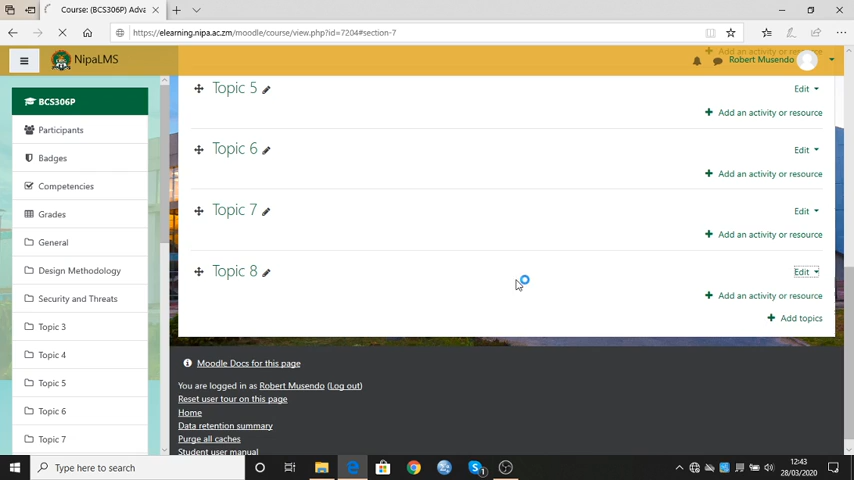 Course: (BCS306P) Adva
https://elearning.nipa.ac.zm/moodle/course/view.php?id=7204#section-7
NipaLMS
Robert Musendo
Add an activity or resource
BCS306P
Participants
Badges
Competencies
Grades
General
Design Methodology
Security and Threats
Topic 3
Topic 4
Topic 5
Topic 6
Topic 7
Topic 5
Edit
Add an activity or resource
Topic 6
Edit
Add an activity or resource
Topic 7
Edit
Add an activity or resource
Topic 8
Edit
Add an activity or resource
Add topics
Moodle Docs for this page
You are logged in as Robert Musendo (Log out)
Reset user tour on this page
Home
Data retention summary
Purge all caches
Student user manual
Type here to search
1
12:43
28/03/2020